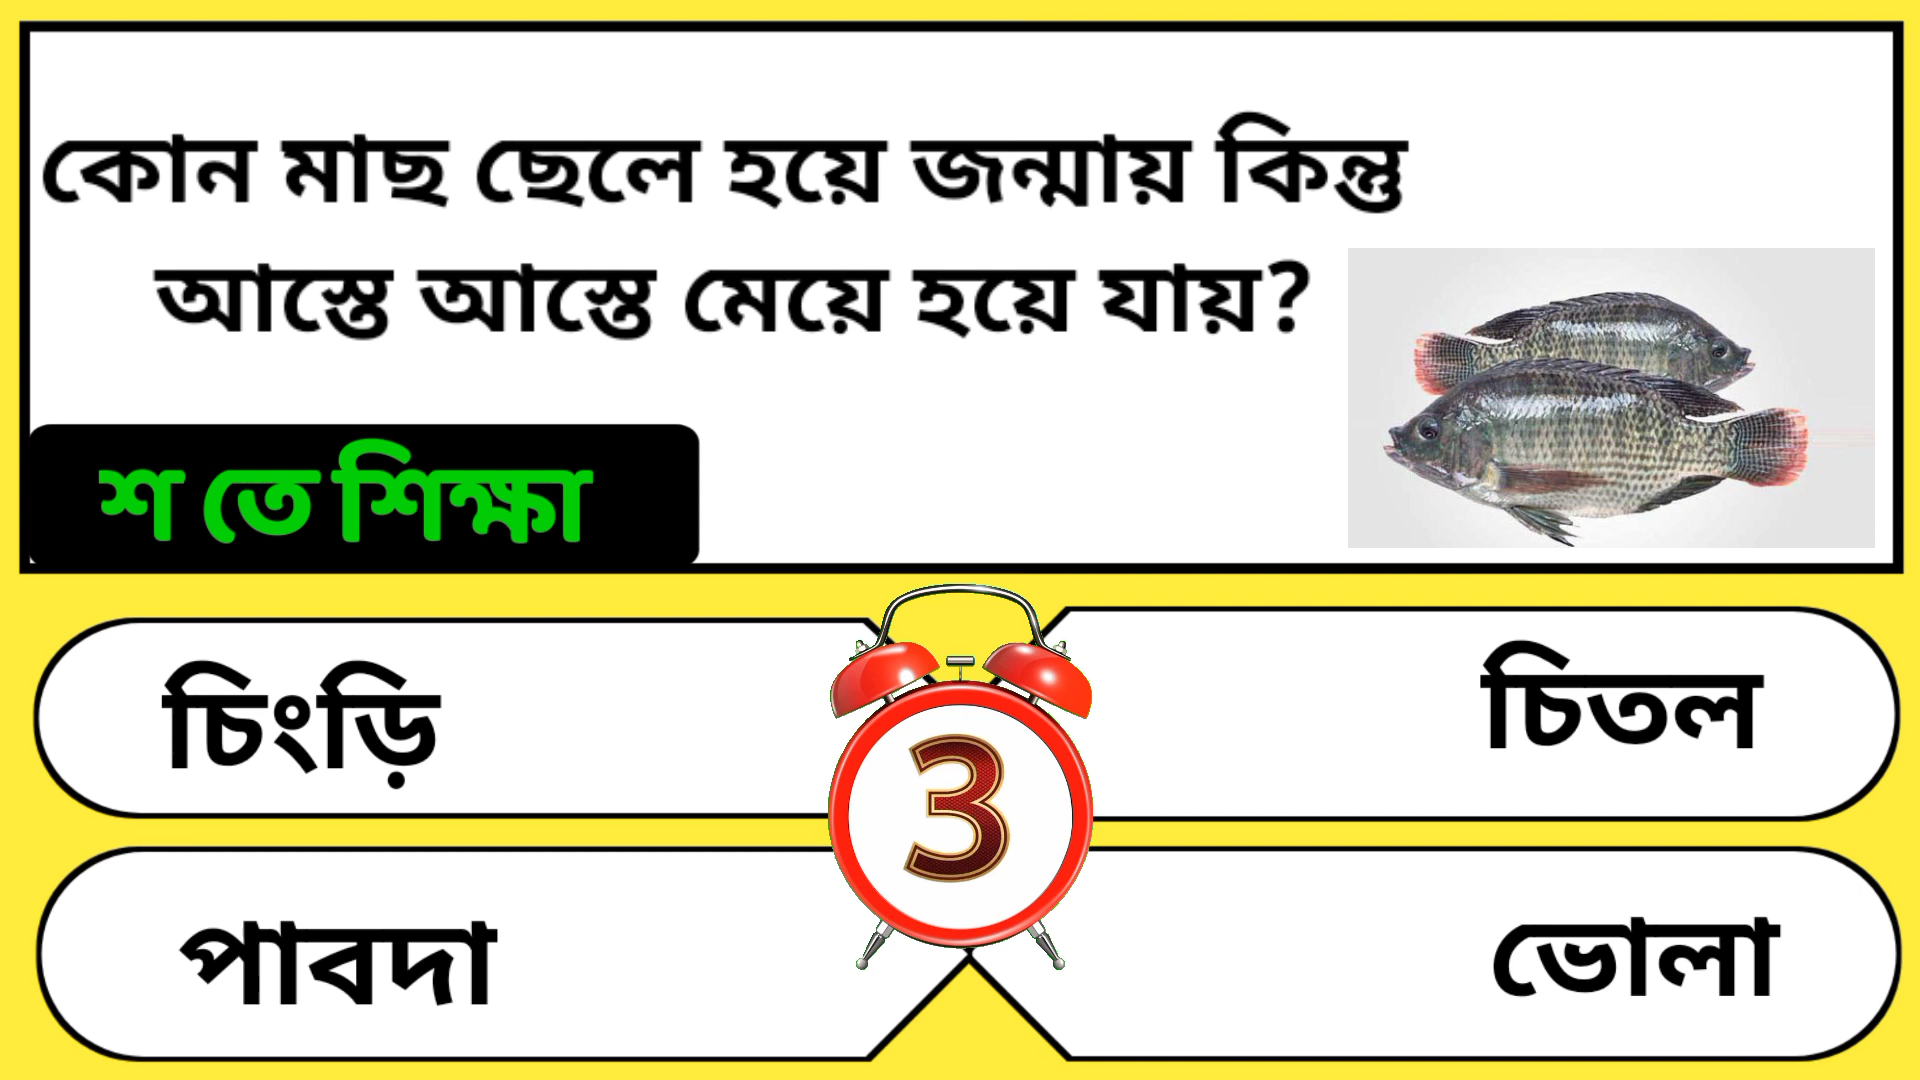 কোন মাছ ছেলে হয়ে জন্মায় কিন্তু
আস্তে আস্তে মেয়ে হয়ে যায়?
শ তে শিক্ষা
চিংড়ি
চিতল
3
পাবদা
ভোলা